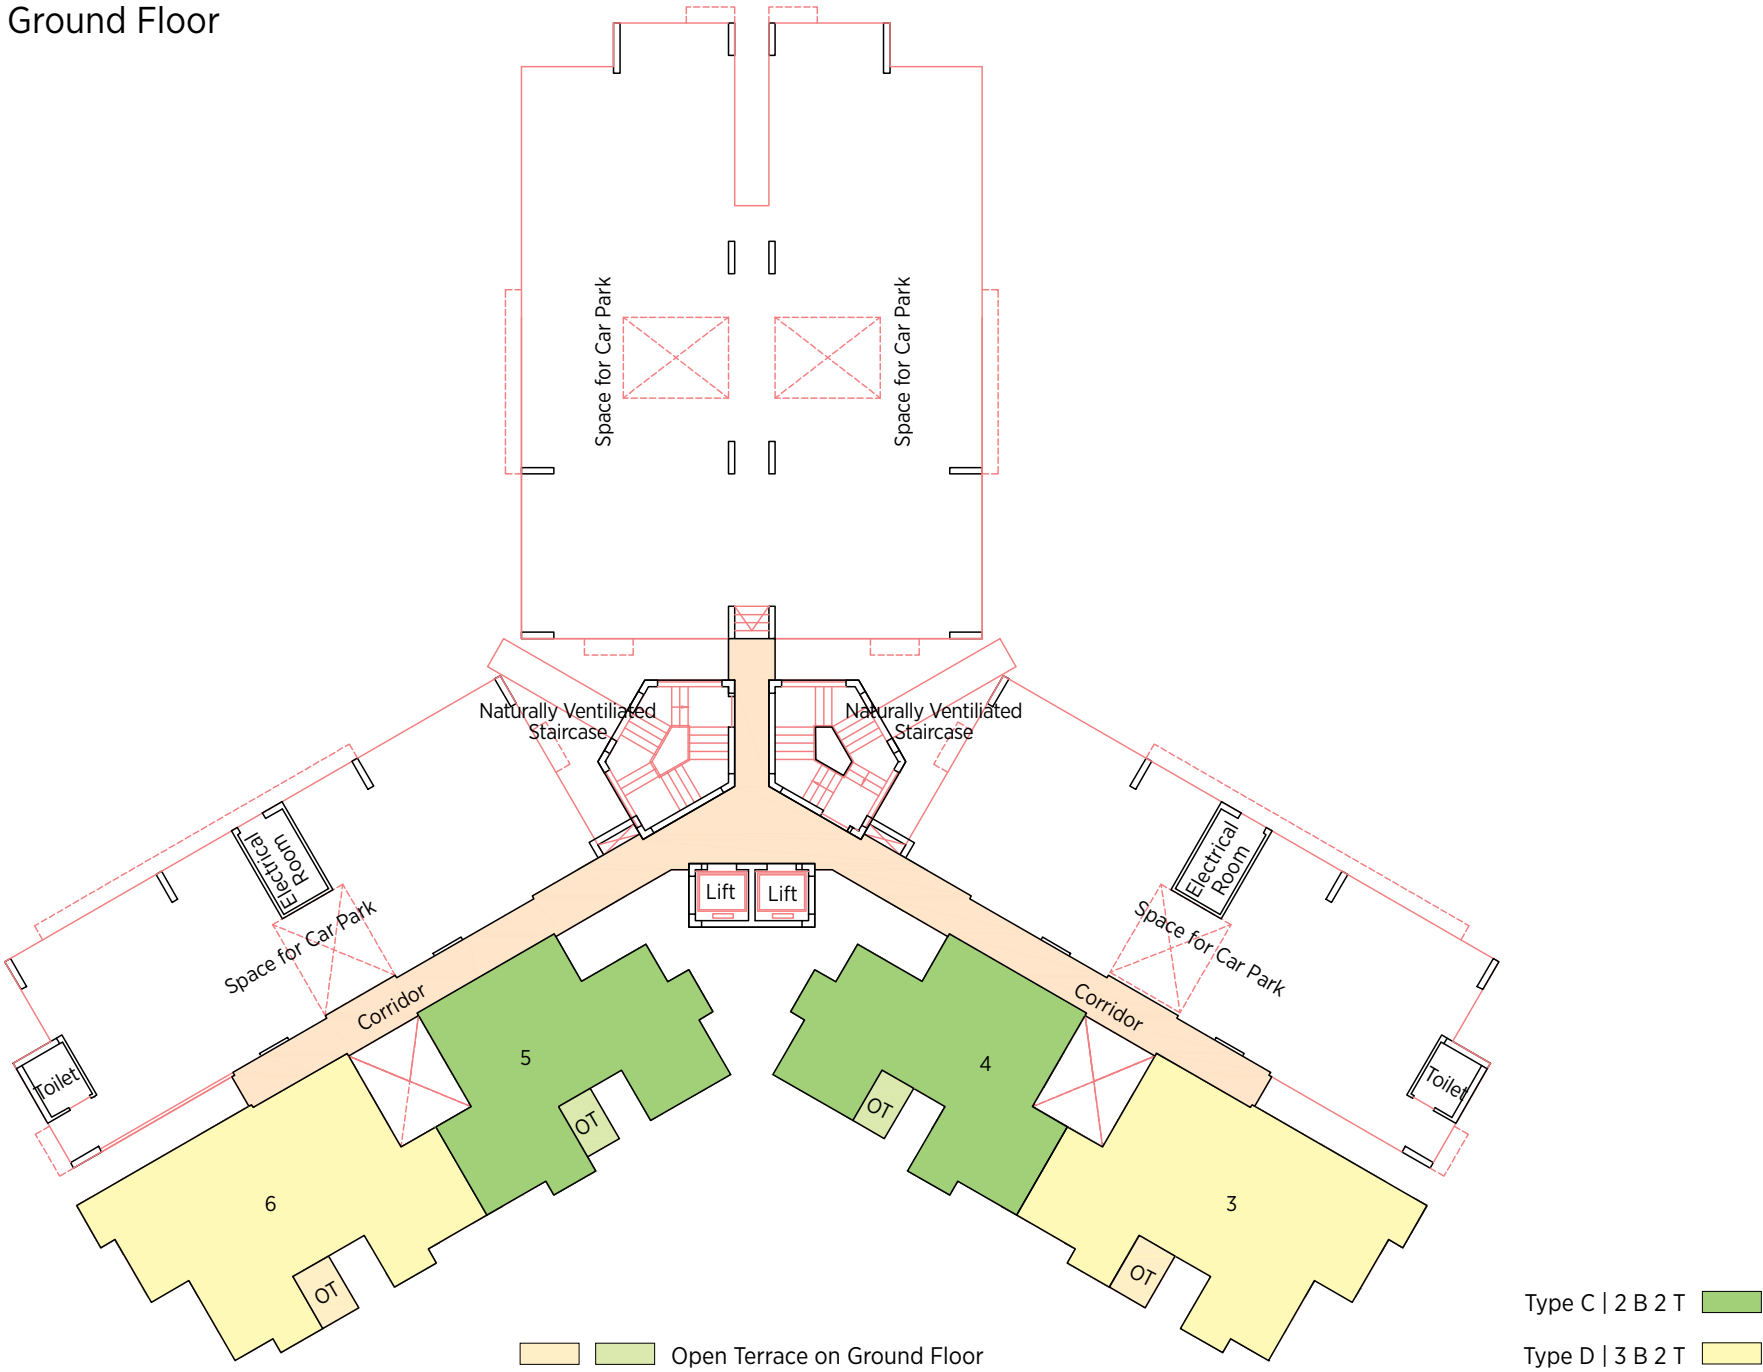 Ground Floor
Space for Car Park
Space for Car Park
Naturally Ventiliated
Staircase
Naturally Ventiliated
Staircase
Electrical
Room
Electrical
Room
Lift
Lift
Space for Car Park
Space for Car Park
Corridor
Corridor
Toilet
Toilet
5
4
OT
OT
6
3
OT
OT
Type C | 2 B 2 T
Type D | 3 B 2 T
Open Terrace on Ground Floor